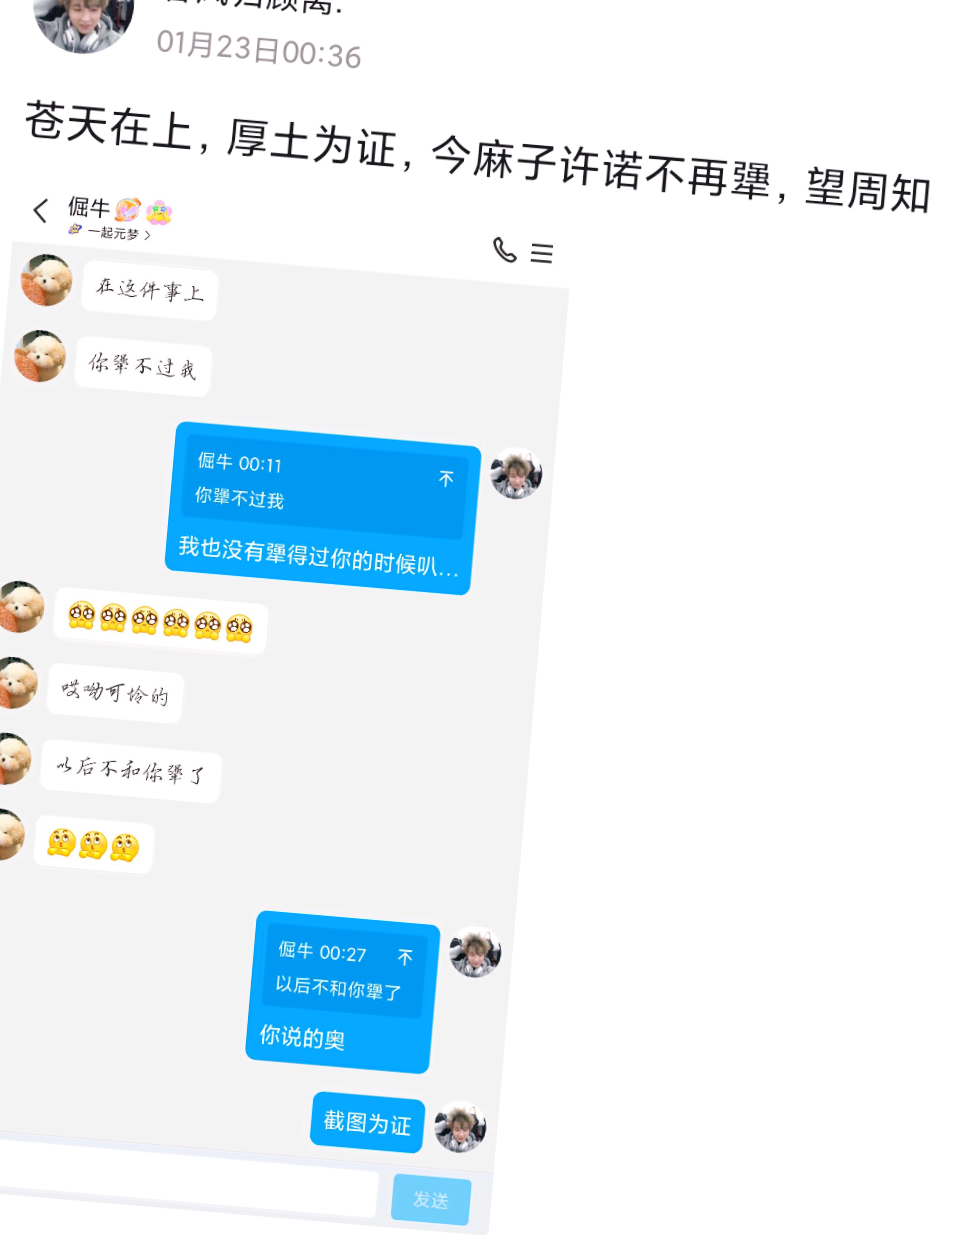 01月23日00:36
苍天在上，厚土为证，今麻子许诺不再犟，望周知
倔牛
一起元梦
在这件事上
你犟不过我
倔牛 00:11
你犟不过我
我也没有犟得过你的时候叭...
哎呦可怜的
以后不和你犟了
倔牛 00:27
以后不和你犟了
你说的奥
截图为证
发送